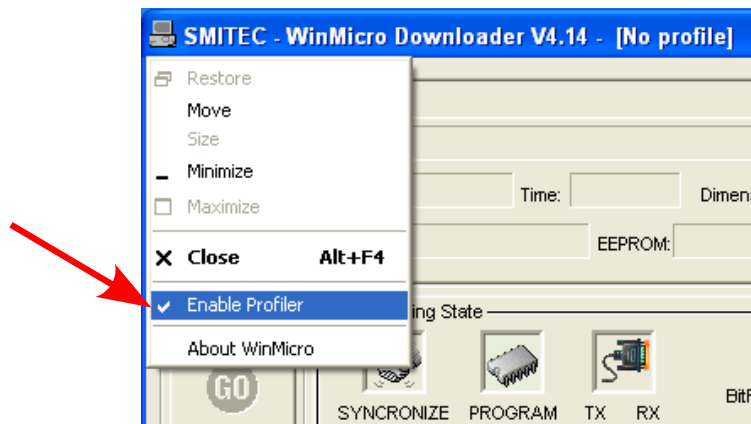 SMITEC - WinMicro Downloader V4.14 - [No profile]
Restore
Move
Size
Minimize
Maximize
Close Alt+F4
Enable Profiler
About WinMicro
Time:
EEPROM:
ing State
GO
SYNCRONIZE PROGRAM TX RX